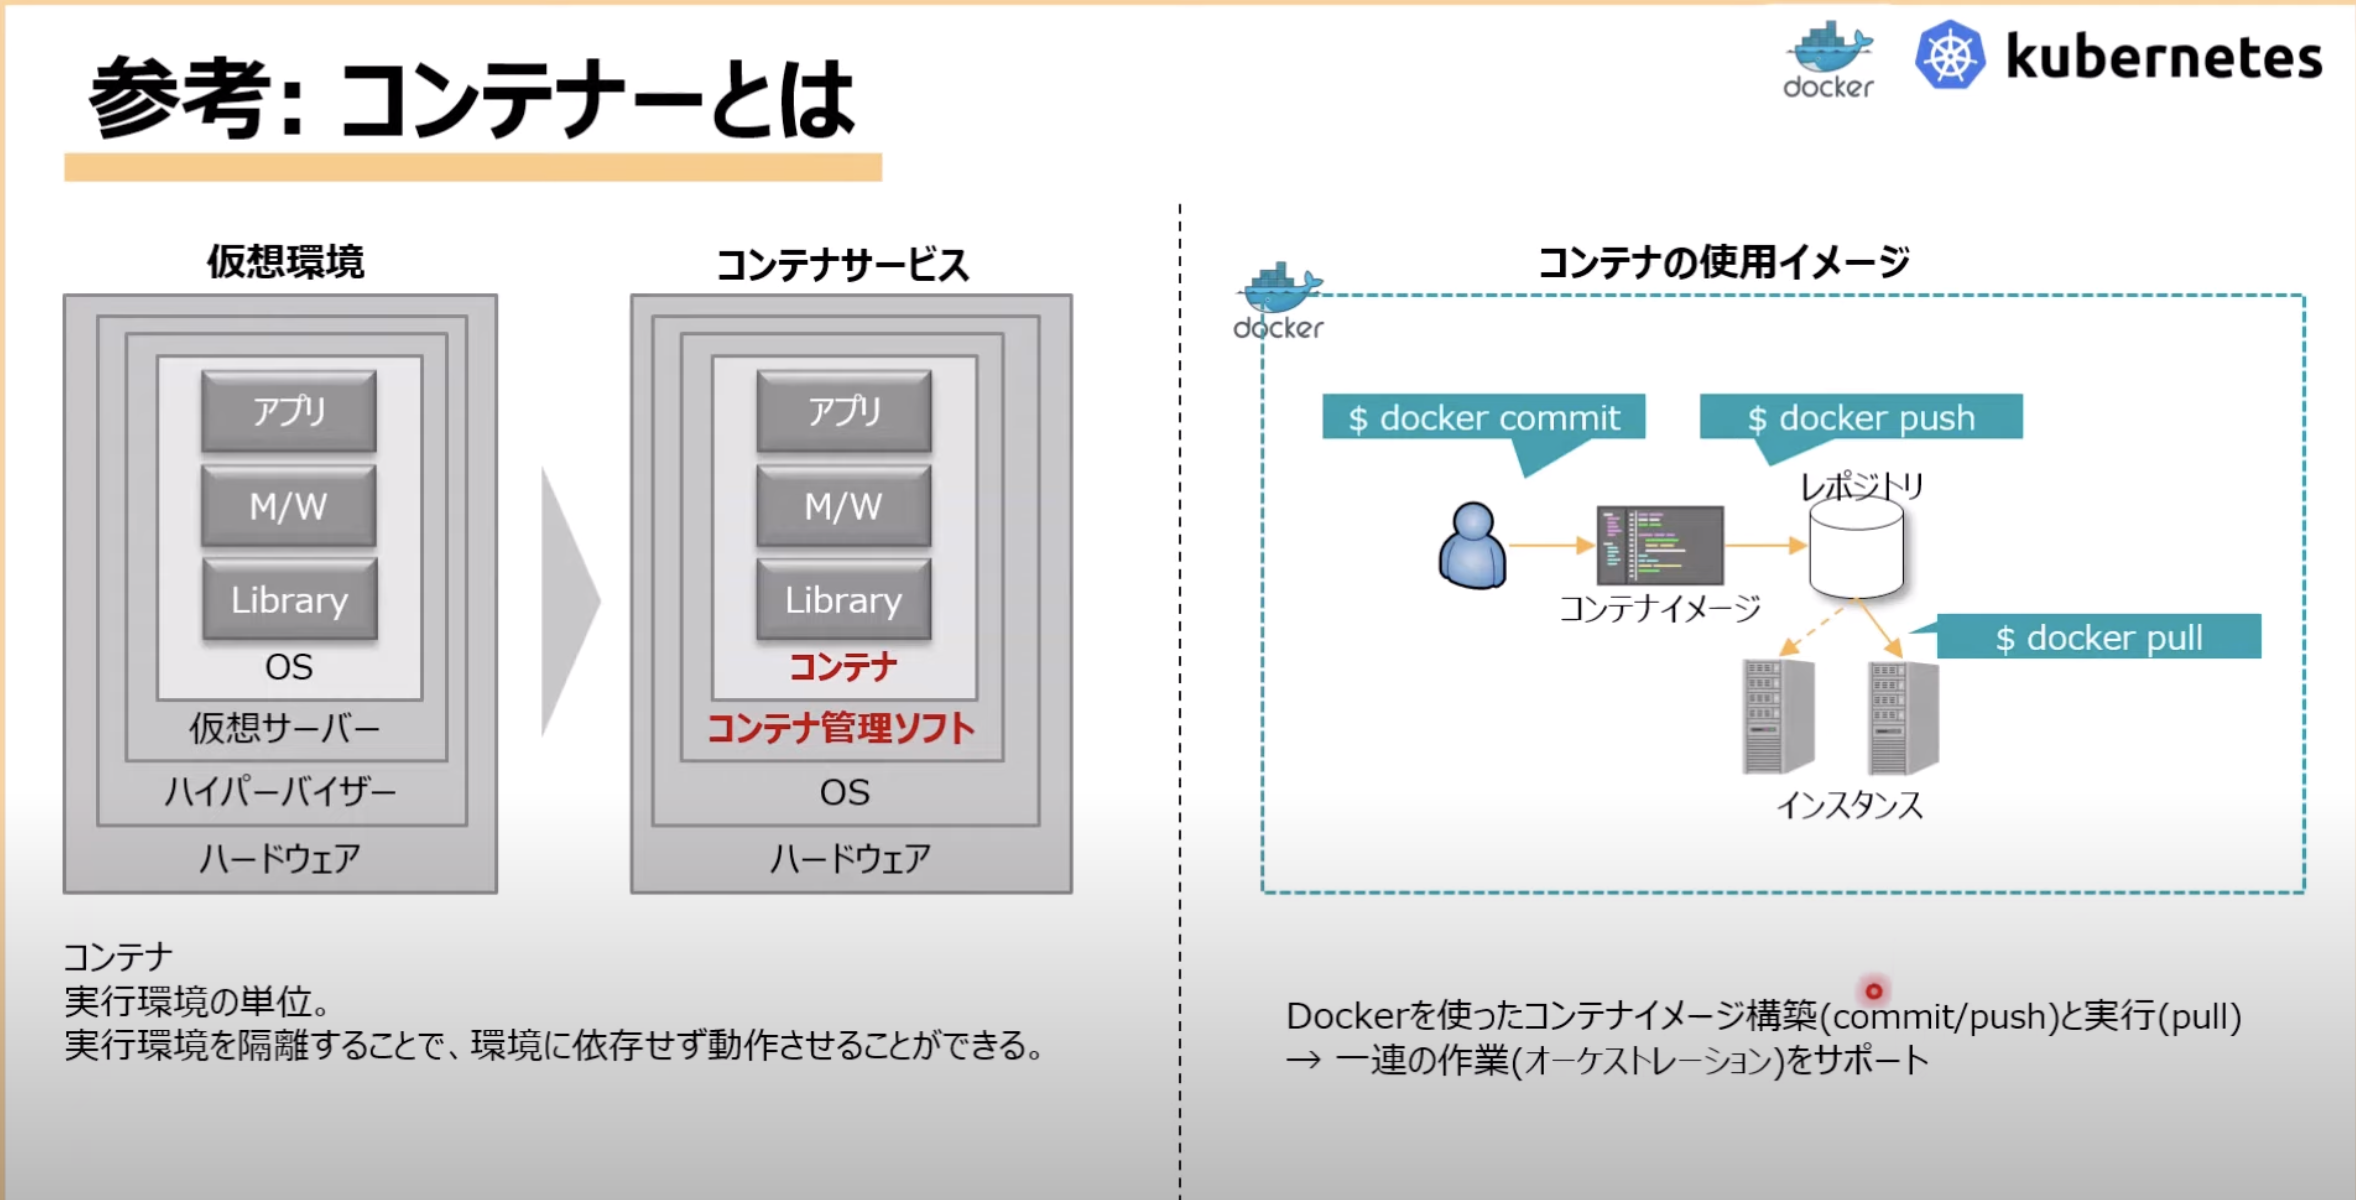 参考: コンテナーとは
docker
kubernetes
仮想環境
アプリ
M/W
Library
OS
仮想サーバー
ハイパーバイザー
ハードウェア
コンテナサービス
アプリ
M/W
Library
コンテナ
コンテナ管理ソフト
OS
ハードウェア
コンテナ
実行環境の単位。
実行環境を隔離することで、環境に依存せず動作させることができる。
コンテナの使用イメージ
docker
$ docker commit
$ docker push
レポジトリ
コンテナイメージ
$ docker pull
インスタンス
Dockerを使ったコンテナイメージ構築(commit/push)と実行(pull)
→ 一連の作業(オーケストレーション)をサポート